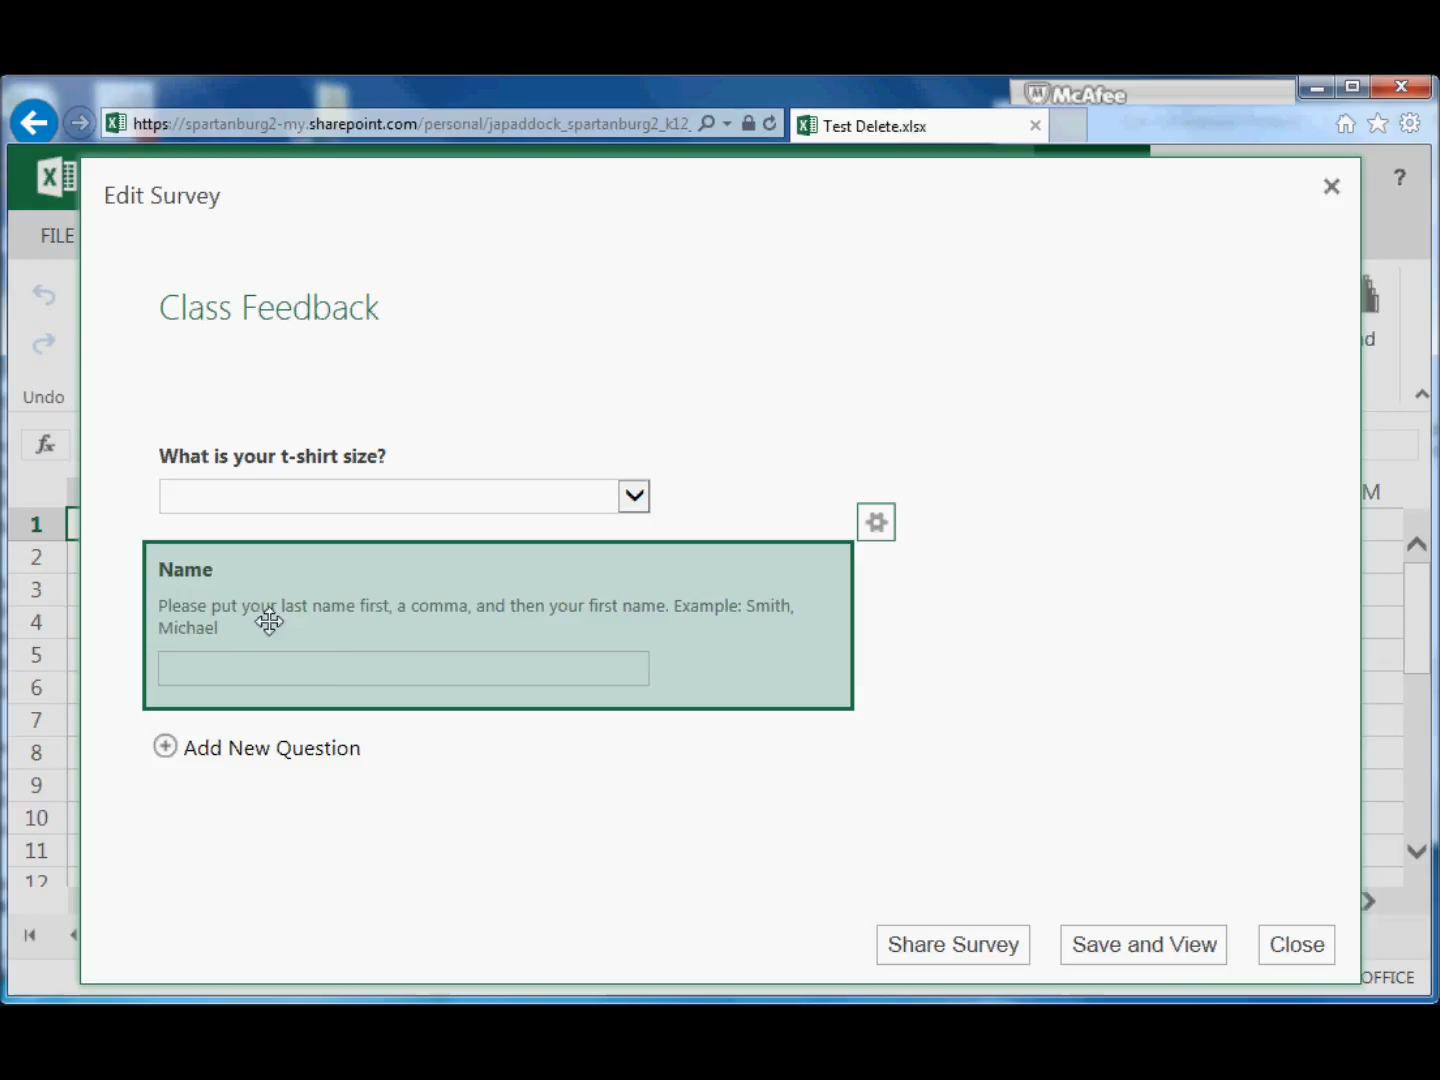 McAfee
https://spartanburg2-my.sharepoint.com/personal/japaddock_spartanburg2_k12_
Test Delete.xlsx
Edit Survey
?
FILE
Class Feedback
Undo
fx
What is your t-shirt size?
M
1
2
3
4
5
6
7
8
9
10
11
12
Name
Please put your last name first, a comma, and then your first name. Example: Smith,
Michael
Add New Question
Share Survey
Save and View
Close
OFFICE